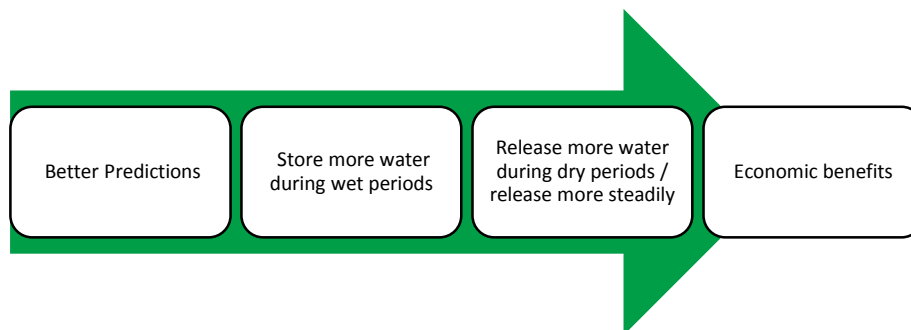 Better Predictions
Store more water
during wet periods
Release more water
during dry periods /
release more steadily
Economic benefits